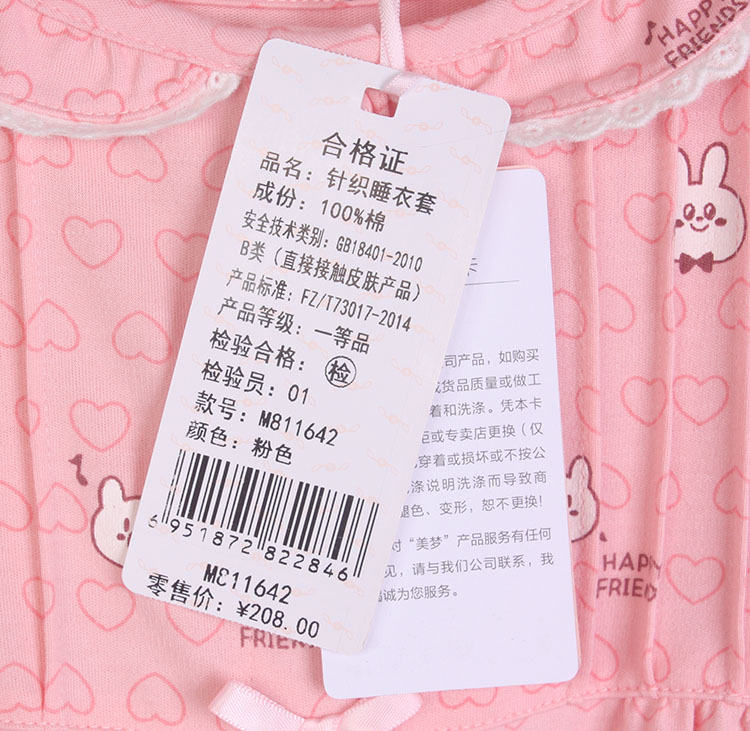 合格证
品名：针织睡衣套
成份：100%棉
安全技术类别：GB18401-2010
B类（直接接触皮肤产品）
产品标准：FZ/T73017-2014
产品等级：一等品
检验合格：检
检验员：01
款号：M811642
颜色：粉色
6 951872 822846
M811642
零售价：¥208.00
卡
司产品，如购买
或货品质量或做工
着和洗涤。凭本卡
柜或专卖店更换（仅
穿着或损坏或不按公
涤说明洗涤而导致商
褪色、变形，恕不更换！
对“美梦”产品服务有任何
见，请与我们公司联系，我
诚为您服务。
♪HAPPY
FRIENDS
HAPPY
FRIENDS
FRIENDS